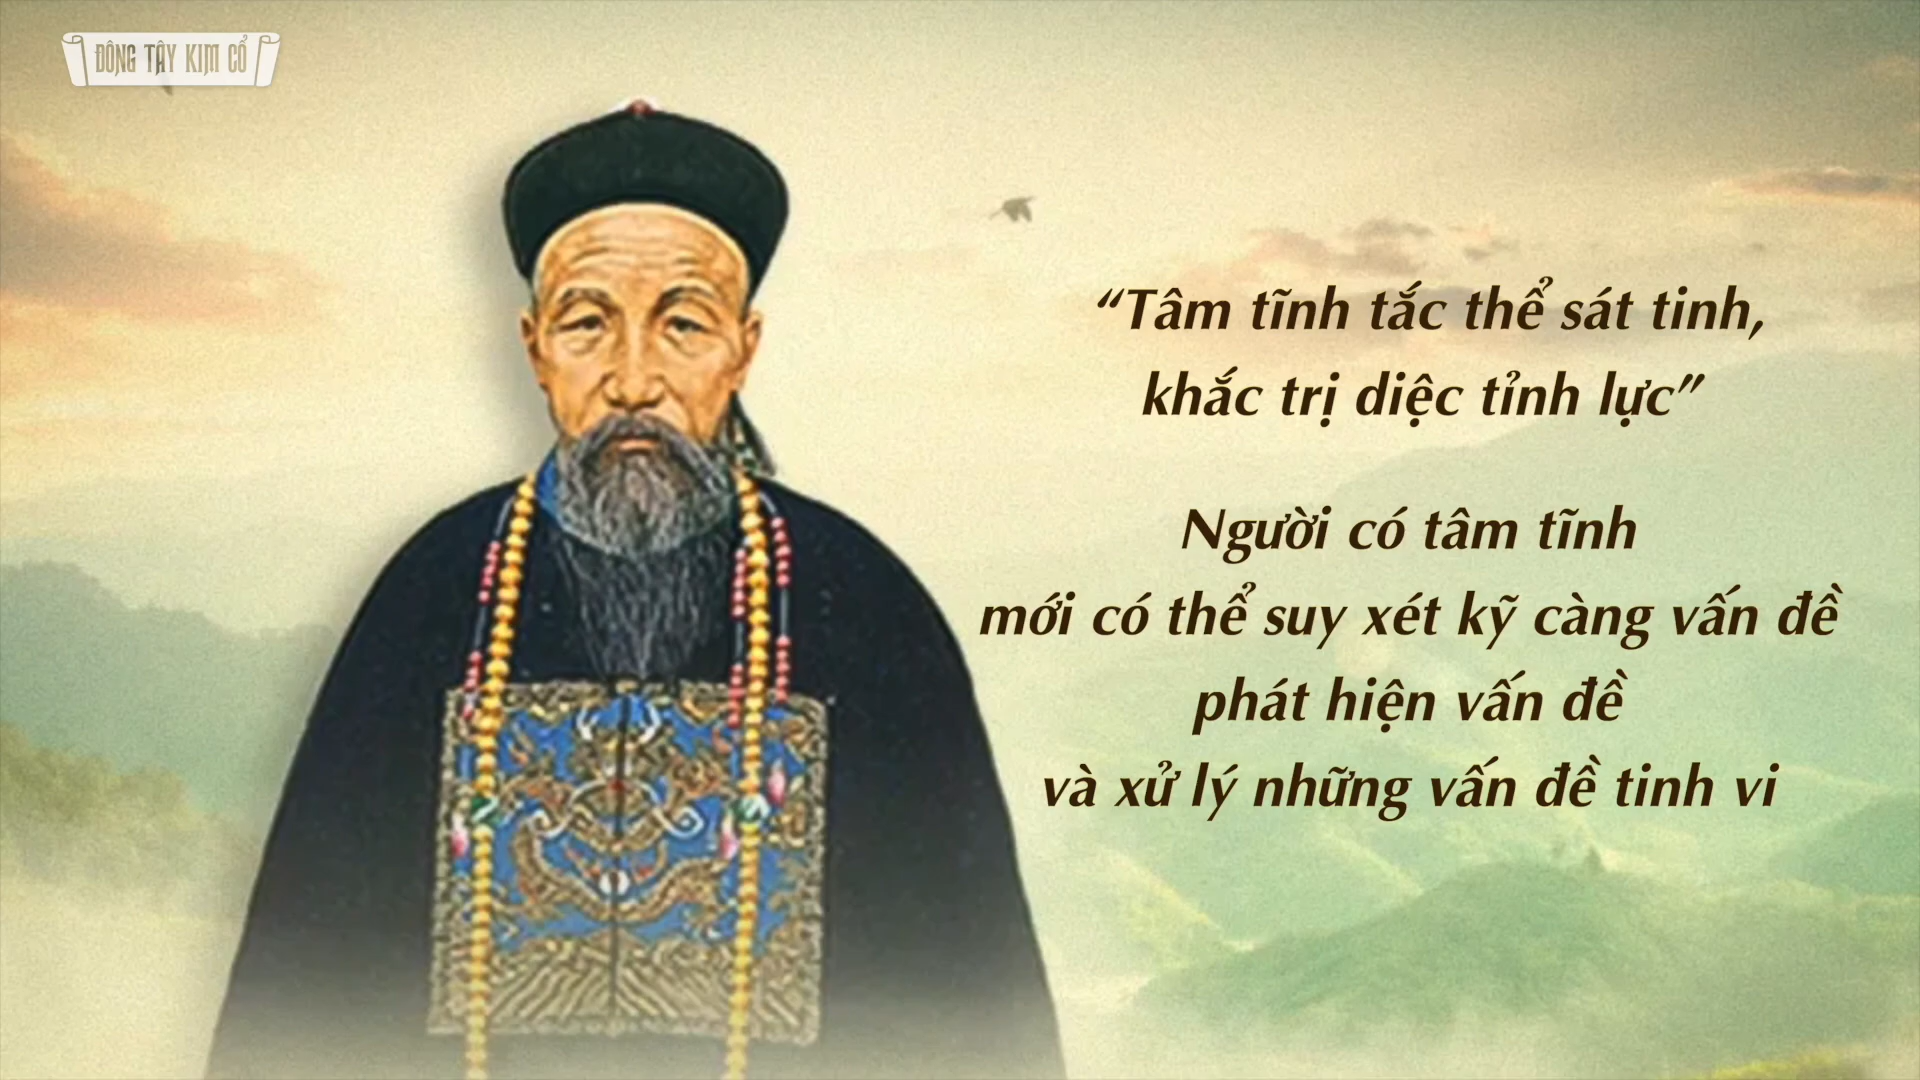 ĐÔNG TÂY KIM CỔ
“Tâm tĩnh tắc thể sát tinh,
khắc trị diệc tỉnh lực”
Người có tâm tĩnh
mới có thể suy xét kỹ càng vấn đề
phát hiện vấn đề
và xử lý những vấn đề tinh vi